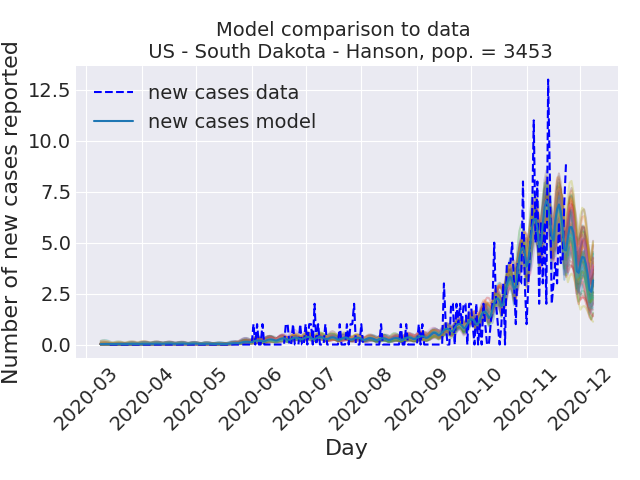 Model comparison to data
US - South Dakota - Hanson, pop. = 3453
Number of new cases reported
12.5
10.0
7.5
5.0
2.5
0.0
new cases data
new cases model
2020-03
2020-04
2020-05
2020-06
2020-07
2020-08
2020-09
2020-10
2020-11
2020-12
Day